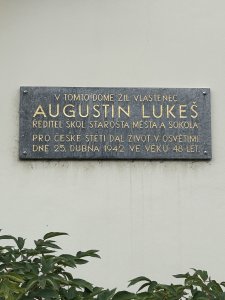 V TOMTO DOMĚ ŽIL VLASTENEC
AUGUSTIN LUKEŠ
ŘEDITEL ŠKOL, STAROSTA MĚSTA A SOKOLA
PRO ČESKÉ ŠTĚSTÍ DAL ŽIVOT V OSVĚTIMI
DNE 25. DUBNA 1942 VE VĚKU 48 LET.